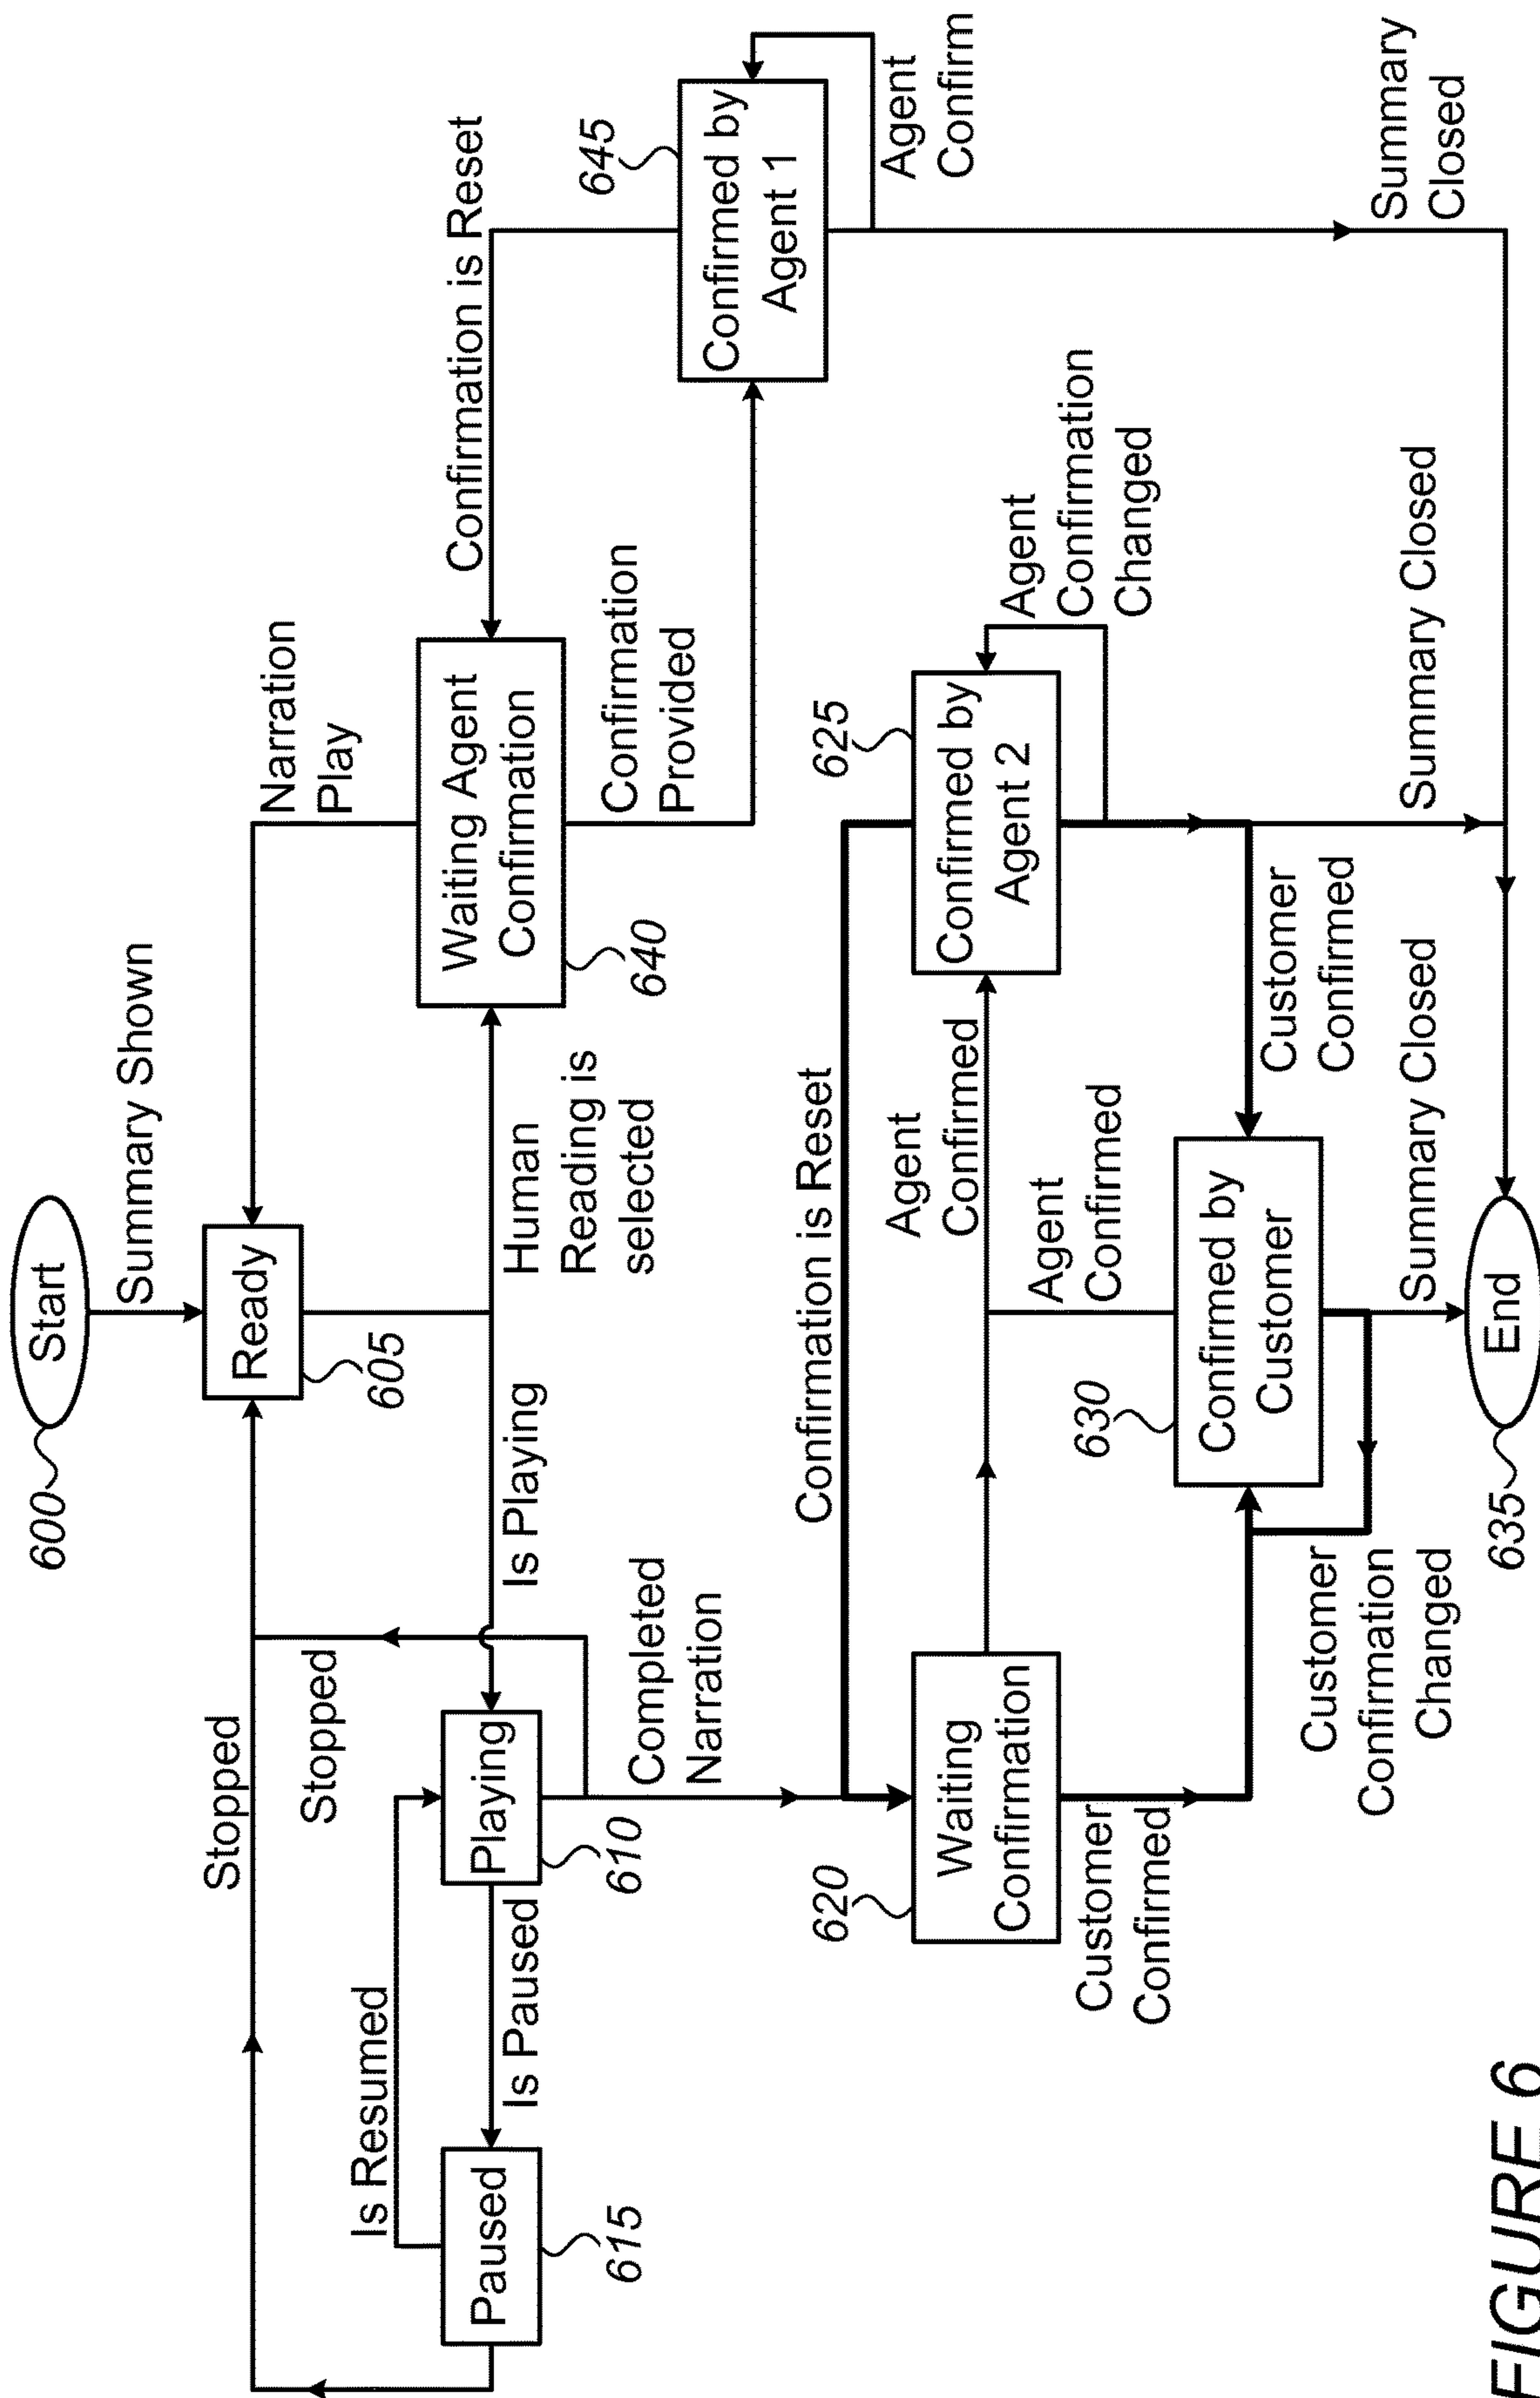 Start
600
Summary Shown
Ready
605
Stopped
Stopped
Is Playing
Human
Reading is
selected
Narration
Play
Confirmation is Reset
Waiting Agent
Confirmation
640
Confirmation
Provided
645
Confirmed by
Agent 1
Agent
Confirm
Summary
Closed
Is Resumed
Paused
615
Is Paused
Playing
610
Completed
Narration
Confirmation is Reset
620
Waiting
Confirmation
Agent
Confirmed
Agent
Confirmed
625
Confirmed by
Agent 2
Agent
Confirmation
Changed
Customer
Confirmed
630
Confirmed by
Customer
Customer
Confirmed
Customer
Confirmation
Changed
Summary Closed
Summary Closed
End
635
FIGURE 6